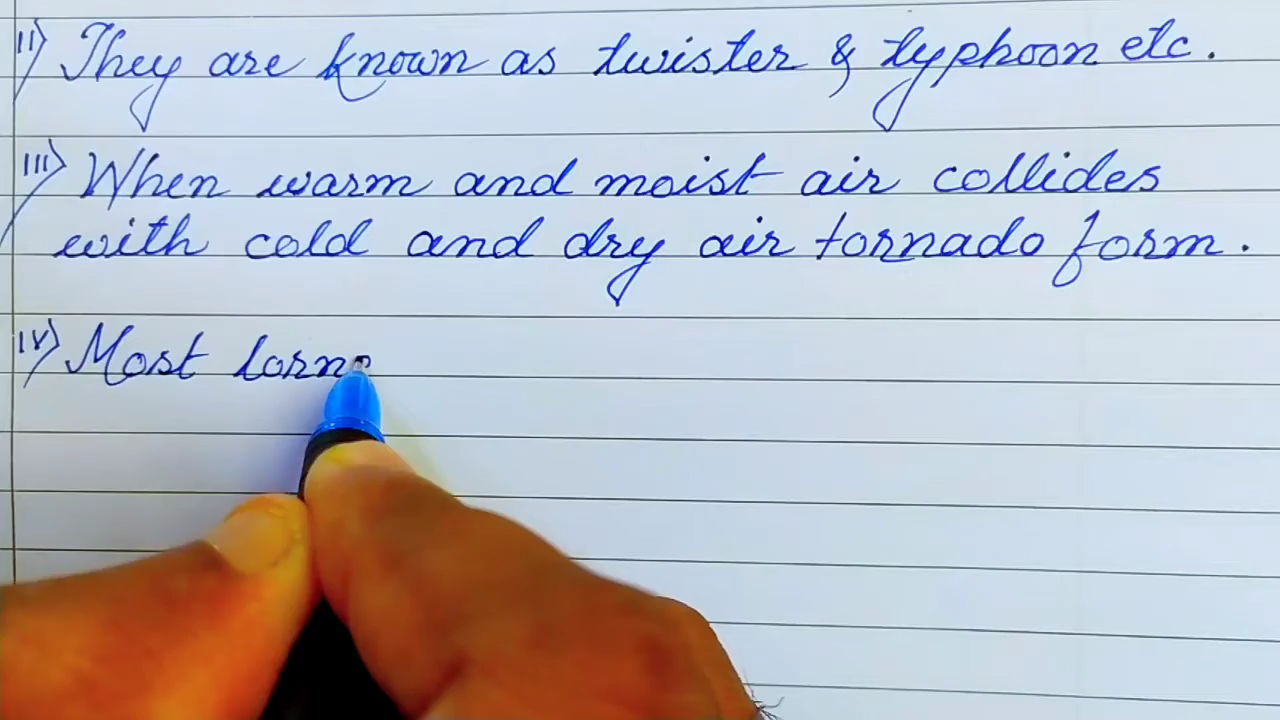 ii) They are known as twister & typhoon etc.
iii) When warm and moist air collides
with cold and dry air tornado form.
iv) Most torn